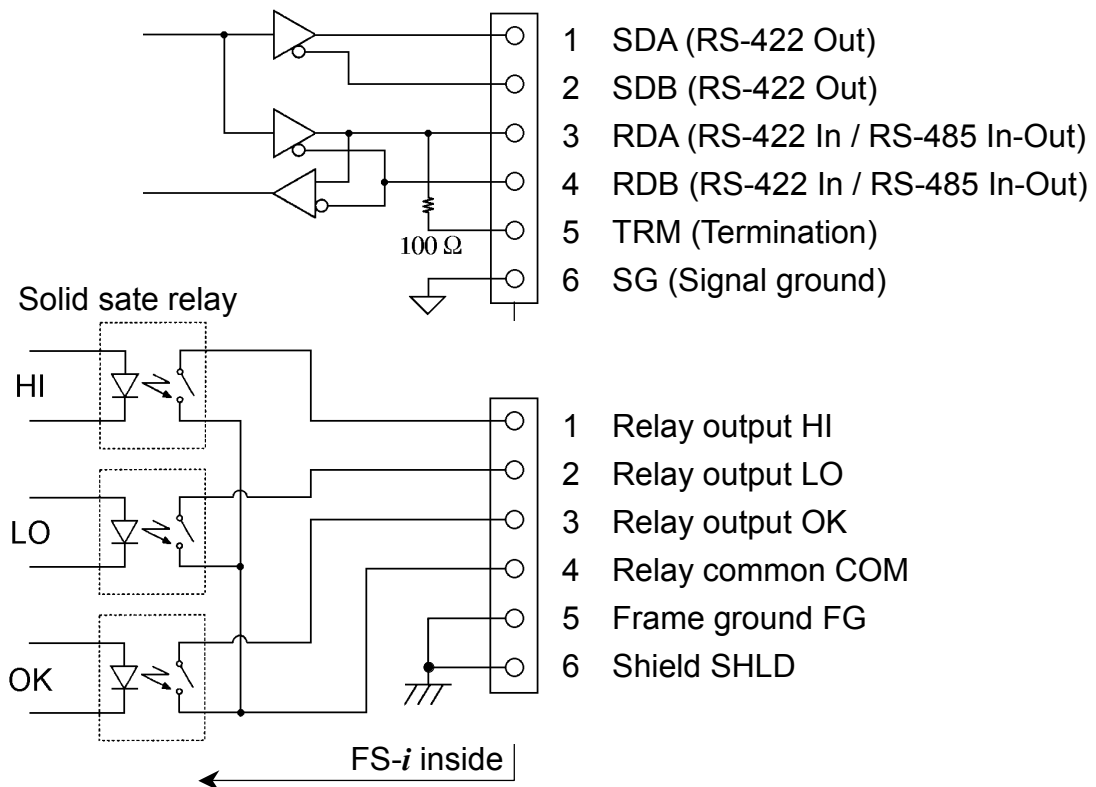 1 SDA (RS-422 Out)
2 SDB (RS-422 Out)
3 RDA (RS-422 In / RS-485 In-Out)
4 RDB (RS-422 In / RS-485 In-Out)
100 Ω
5 TRM (Termination)
6 SG (Signal ground)
Solid sate relay
HI
1 Relay output HI
2 Relay output LO
LO
3 Relay output OK
4 Relay common COM
5 Frame ground FG
OK
6 Shield SHLD
FS-i inside